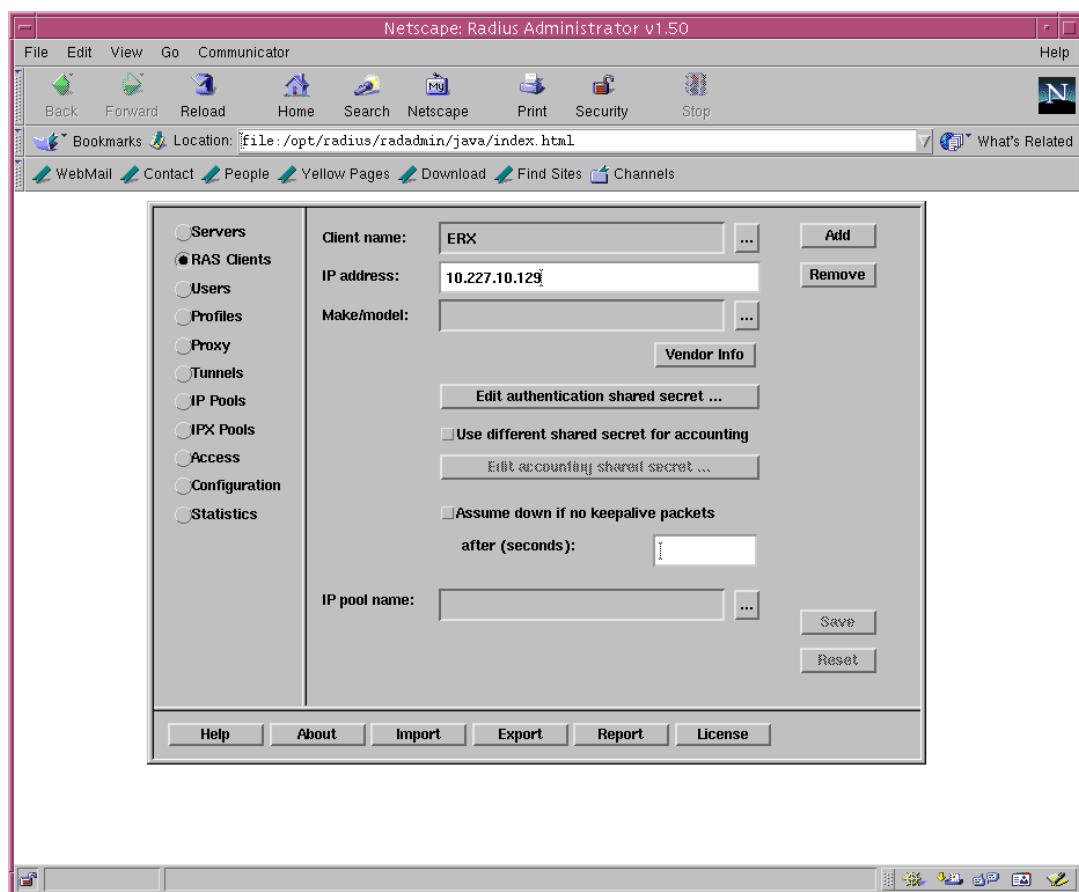 Netscape: Radius Administrator v1.50
File Edit View Go Communicator Help
Back Forward Reload Home Search Netscape Print Security Stop
My
N
Bookmarks Location: file:/opt/radius/radadmin/java/index.html What's Related
WebMail Contact People Yellow Pages Download Find Sites Channels
Servers
RAS Clients
Users
Profiles
Proxy
Tunnels
IP Pools
IPX Pools
Access
Configuration
Statistics
Client name: ERX ... Add
IP address: 10.227.10.129 Remove
Make/model: ...
Vendor Info
Edit authentication shared secret ...
Use different shared secret for accounting
Edit accounting shared secret ...
Assume down if no keepalive packets
after (seconds):
IP pool name: ...
Save
Reset
Help About Import Export Report License